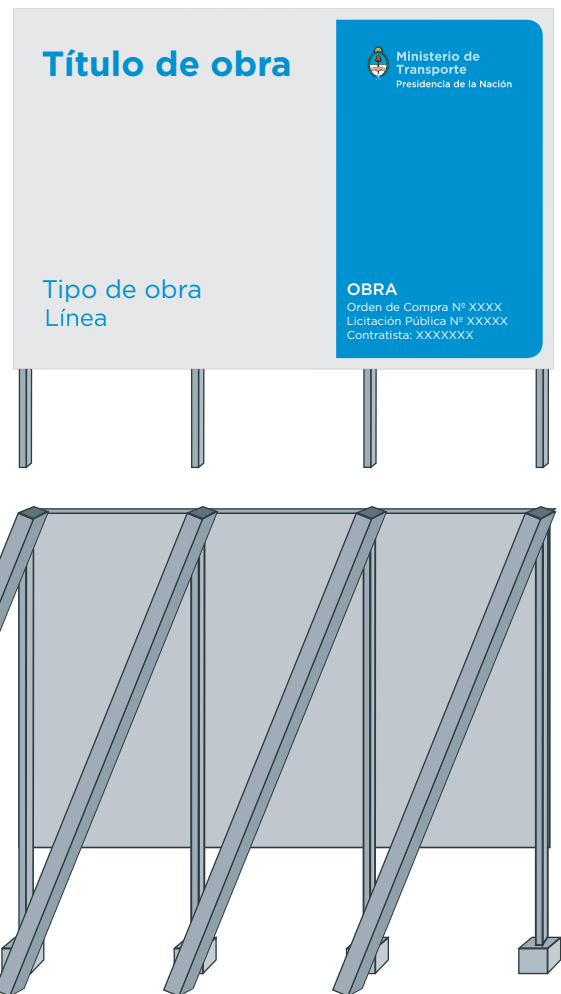 Título de obra
Ministerio de
Transporte
Presidencia de la Nación
Tipo de obra
Línea
OBRA
Orden de Compra Nº XXXX
Licitación Pública Nº XXXXX
Contratista: XXXXXXX